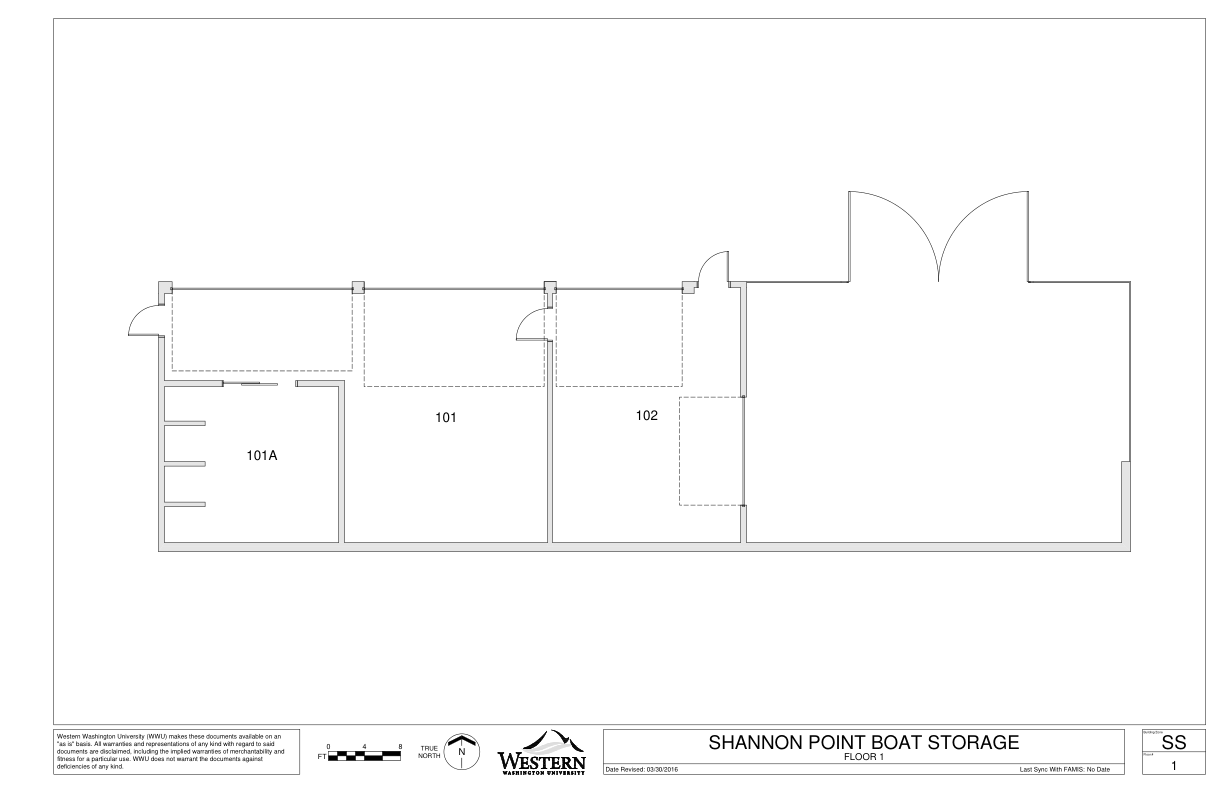 101
102
101A
Western Washington University (WWU) makes these documents available on an
"as is" basis. All warranties and representations of any kind with regard to said
documents are disclaimed, including the implied warranties of merchantability and
fitness for a particular use. WWU does not warrant the documents against
deficiencies of any kind.
0 4 8
FT
TRUE
NORTH
N
WESTERN
WASHINGTON UNIVERSITY
SHANNON POINT BOAT STORAGE
FLOOR 1
Date Revised: 03/30/2016
Last Sync With FAMIS: No Date
SS
1